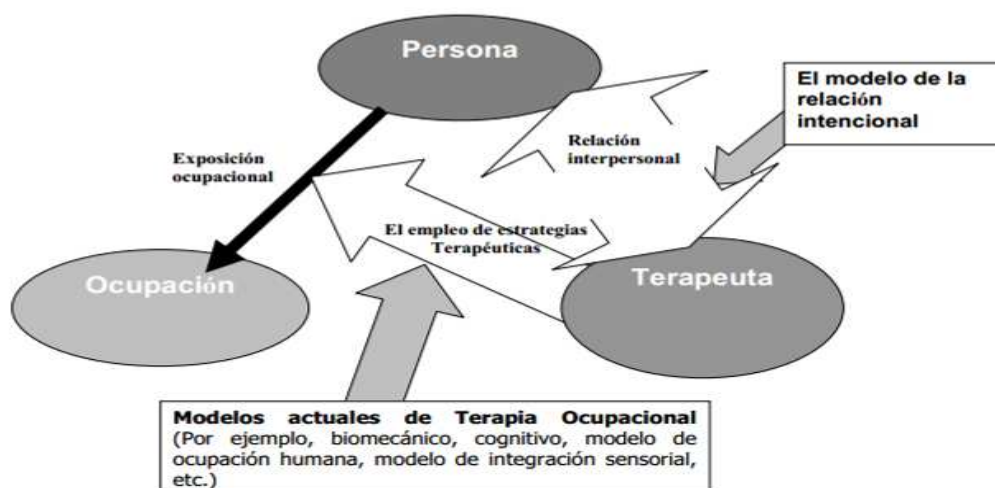 Persona
El modelo de la
relación
intencional
Relación
interpersonal
Exposición
ocupacional
El empleo de estrategias
Terapéuticas
Ocupación
Terapeuta
Modelos actuales de Terapia Ocupacional
(Por ejemplo, biomecánico, cognitivo, modelo de
ocupación humana, modelo de integración sensorial,
etc.)